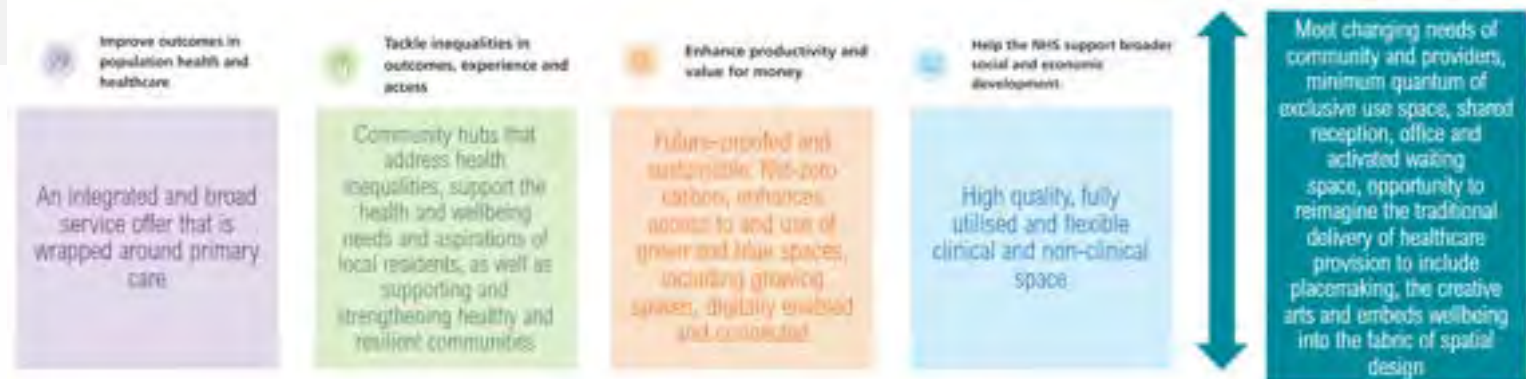 Improve outcomes in
population health and
healthcare
An integrated and broad
service offer that is
wrapped around primary
care
Tackle inequalities in
outcomes, experience and
access
Community hubs that
address health
inequalities, support the
health and wellbeing
needs and aspirations of
local residents, as well as
supporting and
strengthening healthy and
resilient communities
Enhance productivity and
value for money
Future-proofed and
sustainable: Net-zero
carbon, enhances
access to and use of
green and blue spaces,
including growing
spaces, digitally enabled
and connected
Help the NHS support broader
social and economic
development
High quality, fully
utilised and flexible
clinical and non-clinical
space
Meet changing needs of
community and providers,
minimum quantum of
exclusive use space, shared
reception, office and
activated waiting
space, opportunity to
reimagine the traditional
delivery of healthcare
provision to include
placemaking, the creative
arts and embeds wellbeing
into the fabric of spatial
design